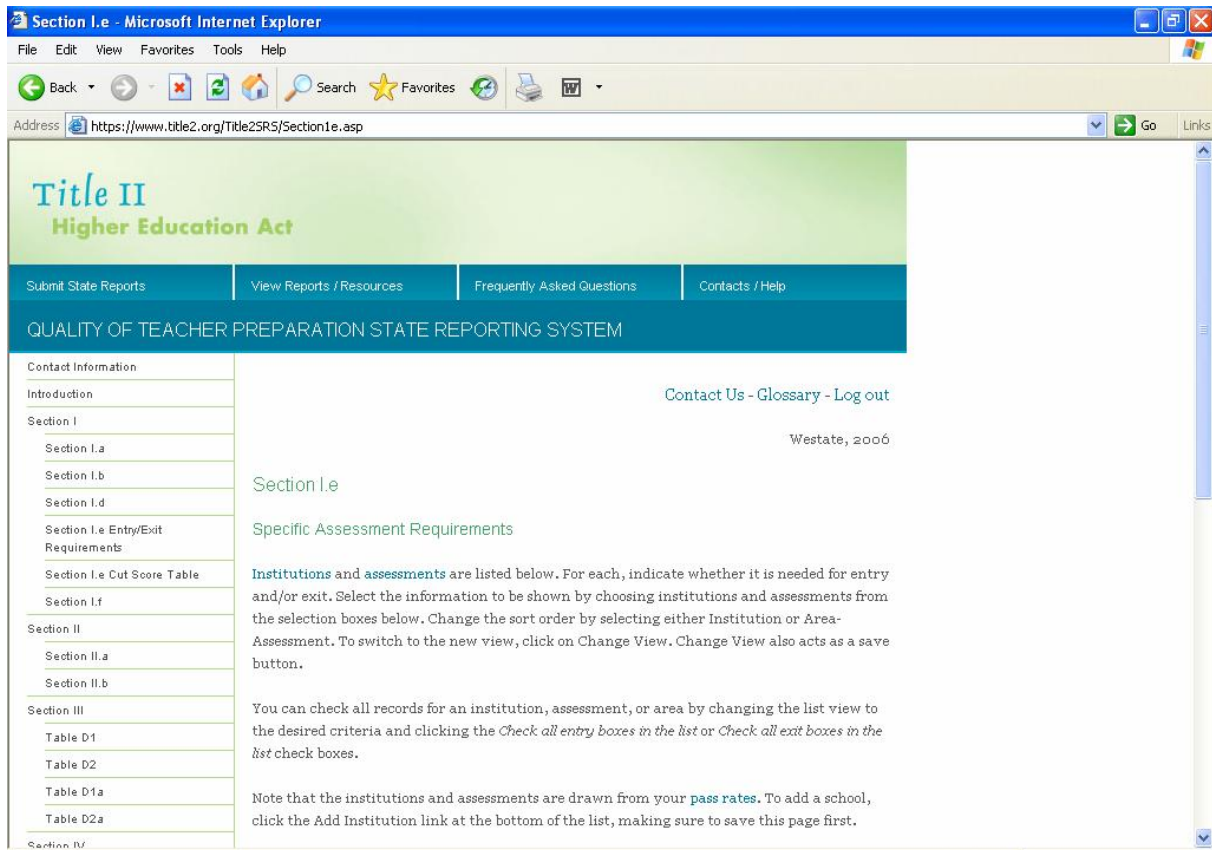 Section I.e - Microsoft Internet Explorer
File Edit View Favorites Tools Help
Back Search Favorites
Address https://www.title2.org/Title2SRS/Section1e.asp Go Links
Title II
Higher Education Act
Submit State Reports View Reports / Resources Frequently Asked Questions Contacts / Help
QUALITY OF TEACHER PREPARATION STATE REPORTING SYSTEM
Contact Information
Introduction
Section I
Section I.a
Section I.b
Section I.d
Section I.e Entry/Exit
Requirements
Section I.e Cut Score Table
Section I.f
Section II
Section II.a
Section II.b
Section III
Table D1
Table D2
Table D1a
Table D2a
Section IV
Contact Us - Glossary - Log out
Westate, 2006
Section I.e
Specific Assessment Requirements
Institutions and assessments are listed below. For each, indicate whether it is needed for entry
and/or exit. Select the information to be shown by choosing institutions and assessments from
the selection boxes below. Change the sort order by selecting either Institution or Area-
Assessment. To switch to the new view, click on Change View. Change View also acts as a save
button.
You can check all records for an institution, assessment, or area by changing the list view to
the desired criteria and clicking the Check all entry boxes in the list or Check all exit boxes in the
list check boxes.
Note that the institutions and assessments are drawn from your pass rates. To add a school,
click the Add Institution link at the bottom of the list, making sure to save this page first.